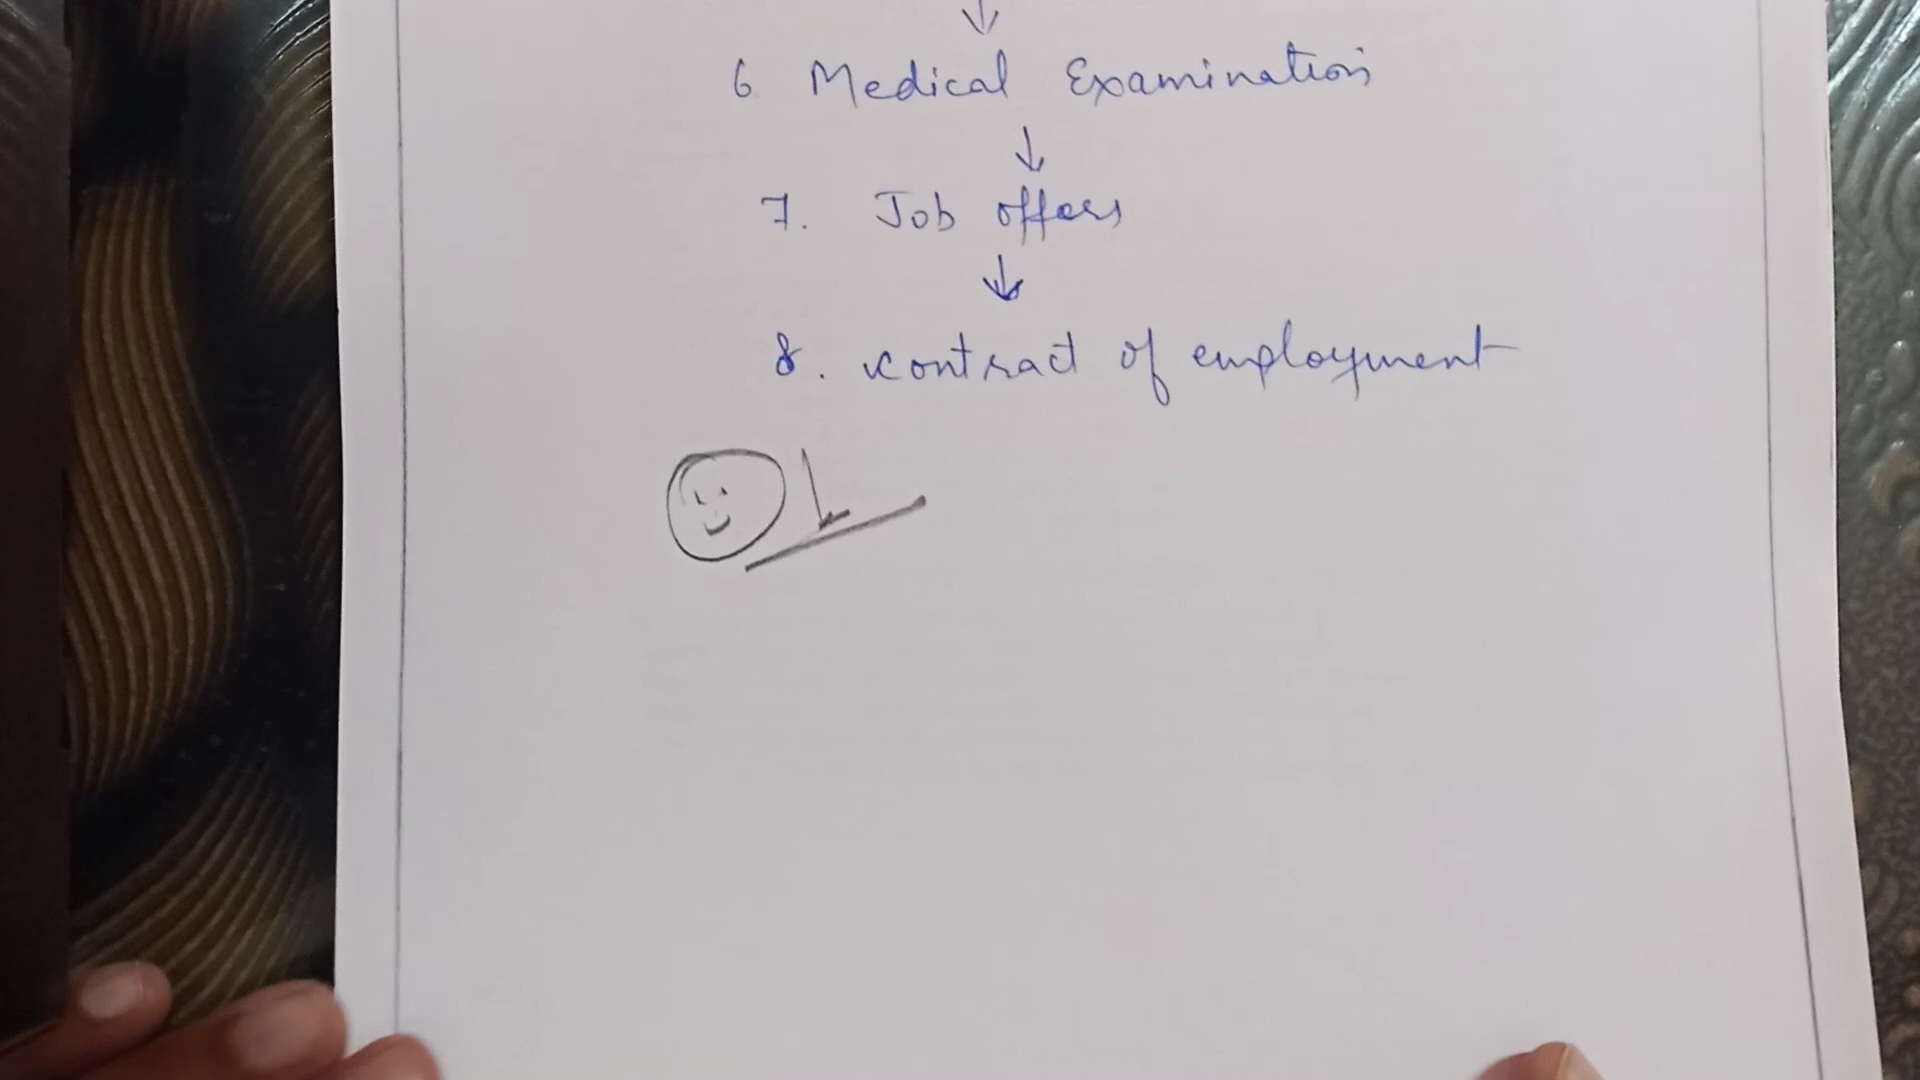 ↓
6 Medical Examination
↓
7. Job offers
↓
8. contract of employment